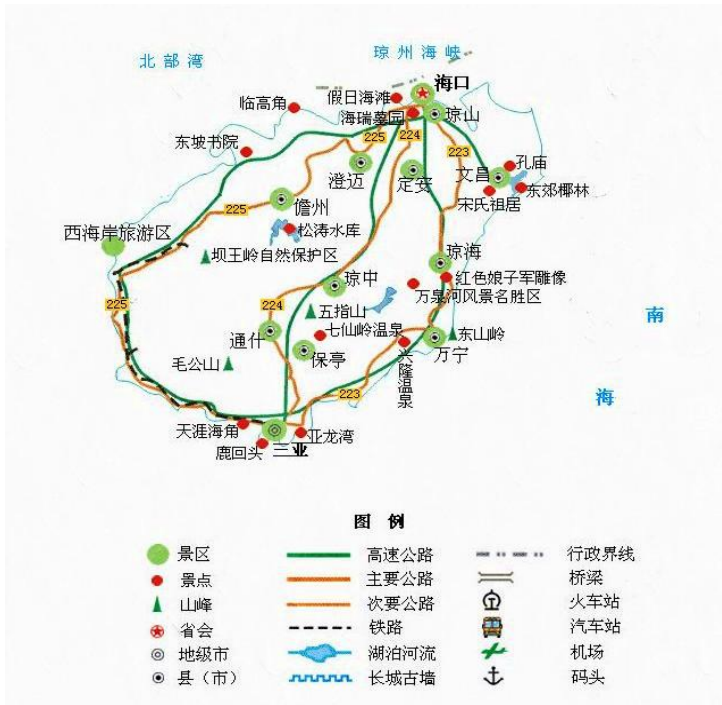 北部湾
琼州海峡
海口
假日海滩
临高角
海瑞墓园
琼山
225
224
东坡书院
223
孔庙
澄迈
定安
文昌
东郊椰林
宋氏祖居
225
儋州
西海岸旅游区
松涛水库
坝王岭自然保护区
琼海
琼中
红色娘子军雕像
万泉河风景名胜区
225
224
五指山
南
七仙岭温泉
东山岭
通什
毛公山
保亭
兴隆温泉
万宁
223
海
天涯海角
亚龙湾
鹿回头
三亚
图 例
景区
高速公路
行政界线
景点
主要公路
桥梁
山峰
次要公路
火车站
省会
铁路
汽车站
地级市
湖泊河流
机场
县（市）
长城古墙
码头